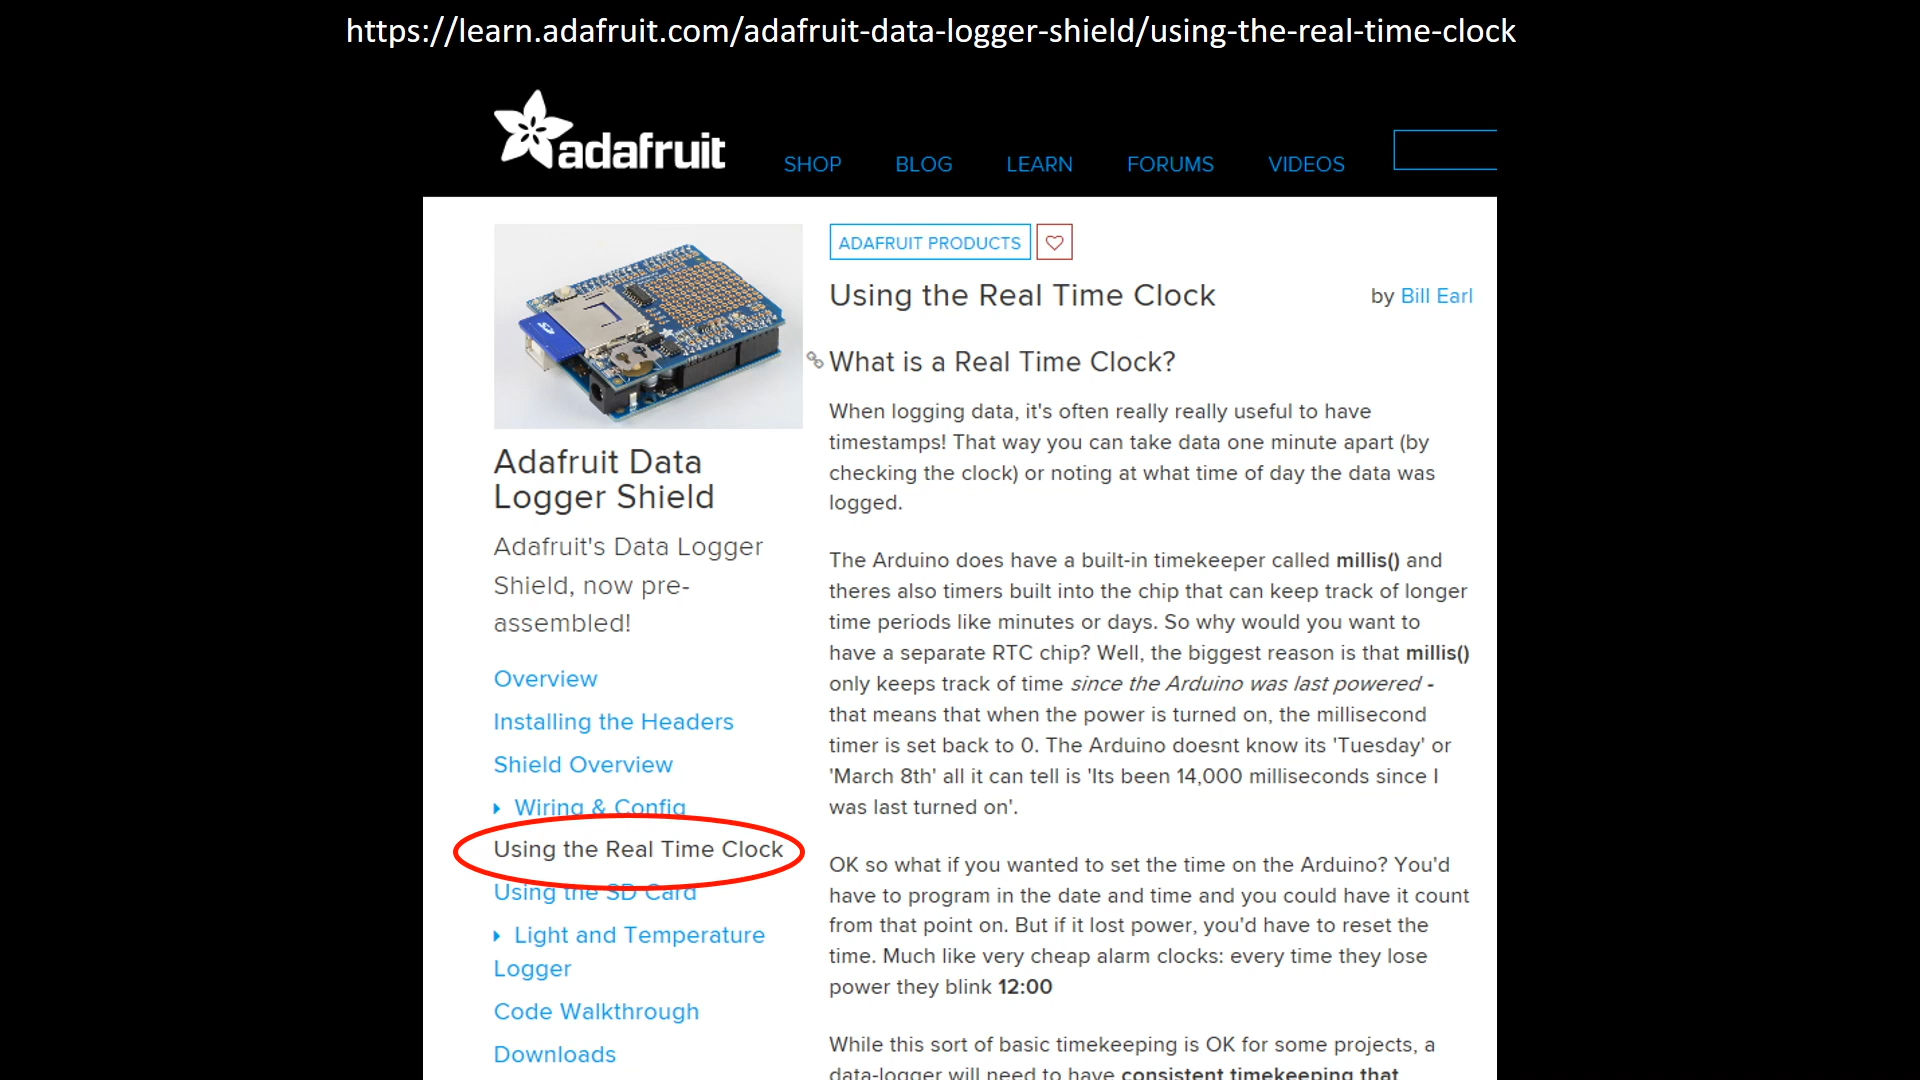 https://learn.adafruit.com/adafruit-data-logger-shield/using-the-real-time-clock
adafruit
SHOP BLOG LEARN FORUMS VIDEOS
Adafruit Data
Logger Shield
Adafruit's Data Logger
Shield, now pre-
assembled!
Overview
Installing the Headers
Shield Overview
Wiring & Config
Using the Real Time Clock
Using the SD Card
Light and Temperature
Logger
Code Walkthrough
Downloads
ADAFRUIT PRODUCTS
Using the Real Time Clock by Bill Earl
What is a Real Time Clock?
When logging data, it's often really really useful to have
timestamps! That way you can take data one minute apart (by
checking the clock) or noting at what time of day the data was
logged.
The Arduino does have a built-in timekeeper called millis() and
theres also timers built into the chip that can keep track of longer
time periods like minutes or days. So why would you want to
have a separate RTC chip? Well, the biggest reason is that millis()
only keeps track of time since the Arduino was last powered -
that means that when the power is turned on, the millisecond
timer is set back to 0. The Arduino doesnt know its 'Tuesday' or
'March 8th' all it can tell is 'Its been 14,000 milliseconds since I
was last turned on'.
OK so what if you wanted to set the time on the Arduino? You'd
have to program in the date and time and you could have it count
from that point on. But if it lost power, you'd have to reset the
time. Much like very cheap alarm clocks: every time they lose
power they blink 12:00
While this sort of basic timekeeping is OK for some projects, a
data-logger will need to have consistent timekeeping that